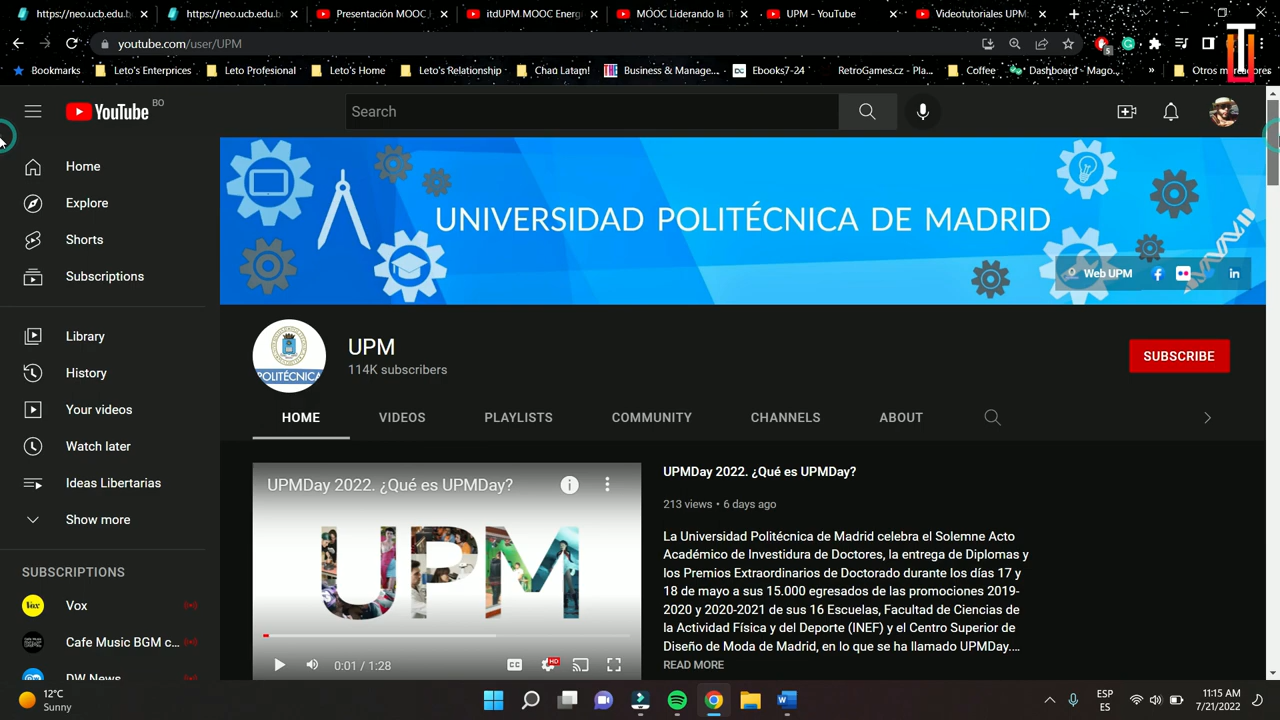 https://neo.ucb.edu.b
https://neo.ucb.edu.b
Presentación MOOC
itdUPM MOOC Energ
MOOC Liderando la T
UPM - YouTube
Videotutoriales UPM
youtube.com/user/UPM
5
Bookmarks
Leto's Enterprices
Leto Profesional
Leto's Home
Leto's Relationship
Chao Latap!
Business & Manage...
Ebooks7-24
RetroGames.cz - Pla...
Coffee
Dashboard - Mago...
»
Otros marcadores
YouTube BO
Search
Home
Explore
Shorts
Subscriptions
Library
History
Your videos
Watch later
Ideas Libertarias
Show more
SUBSCRIPTIONS
Vox
Cafe Music BGM c...
DW News
UNIVERSIDAD POLITÉCNICA DE MADRID
Web UPM
POLITÉCNICA
UPM
114K subscribers
SUBSCRIBE
HOME
VIDEOS
PLAYLISTS
COMMUNITY
CHANNELS
ABOUT
UPMDay 2022. ¿Qué es UPMDay?
UPM
0:01 / 1:28
CC
HD
UPMDay 2022. ¿Qué es UPMDay?
213 views • 6 days ago
La Universidad Politécnica de Madrid celebra el Solemne Acto
Académico de Investidura de Doctores, la entrega de Diplomas y
los Premios Extraordinarios de Doctorado durante los días 17 y
18 de mayo a sus 15.000 egresados de las promociones 2019-
2020 y 2020-2021 de sus 16 Escuelas, Facultad de Ciencias de
la Actividad Física y del Deporte (INEF) y el Centro Superior de
Diseño de Moda de Madrid, en lo que se ha llamado UPMDay....
READ MORE
12°C
Sunny
ESP
ES
11:15 AM
7/21/2022